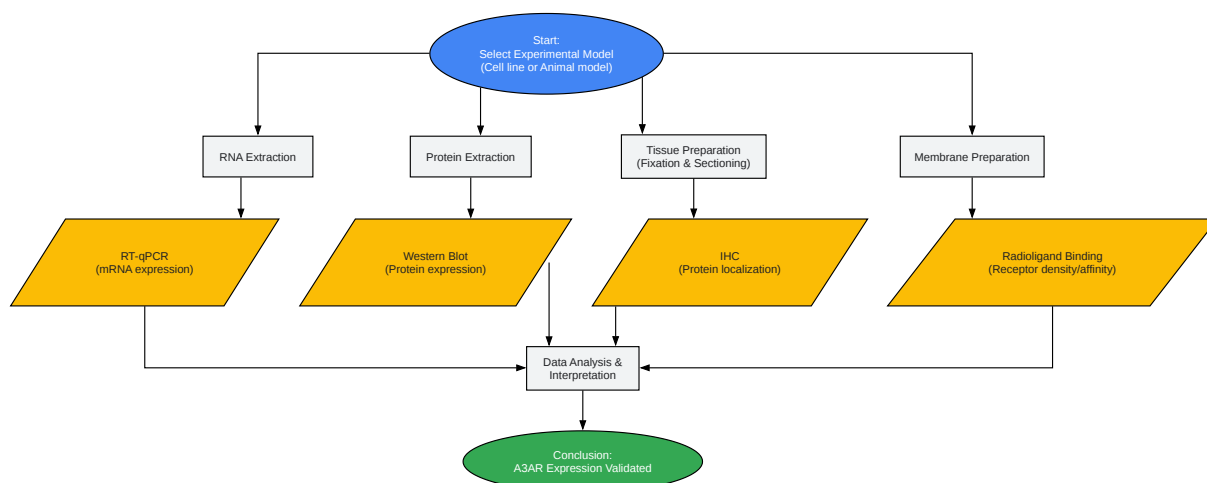 Start:
Select Experimental Model
(Cell line or Animal model)
RNA Extraction
Protein Extraction
Tissue Preparation
(Fixation & Sectioning)
Membrane Preparation
RT-qPCR
(mRNA expression)
Western Blot
(Protein expression)
IHC
(Protein localization)
Radioligand Binding
(Receptor density/affinity)
Data Analysis &
Interpretation
Conclusion:
A3AR Expression Validated